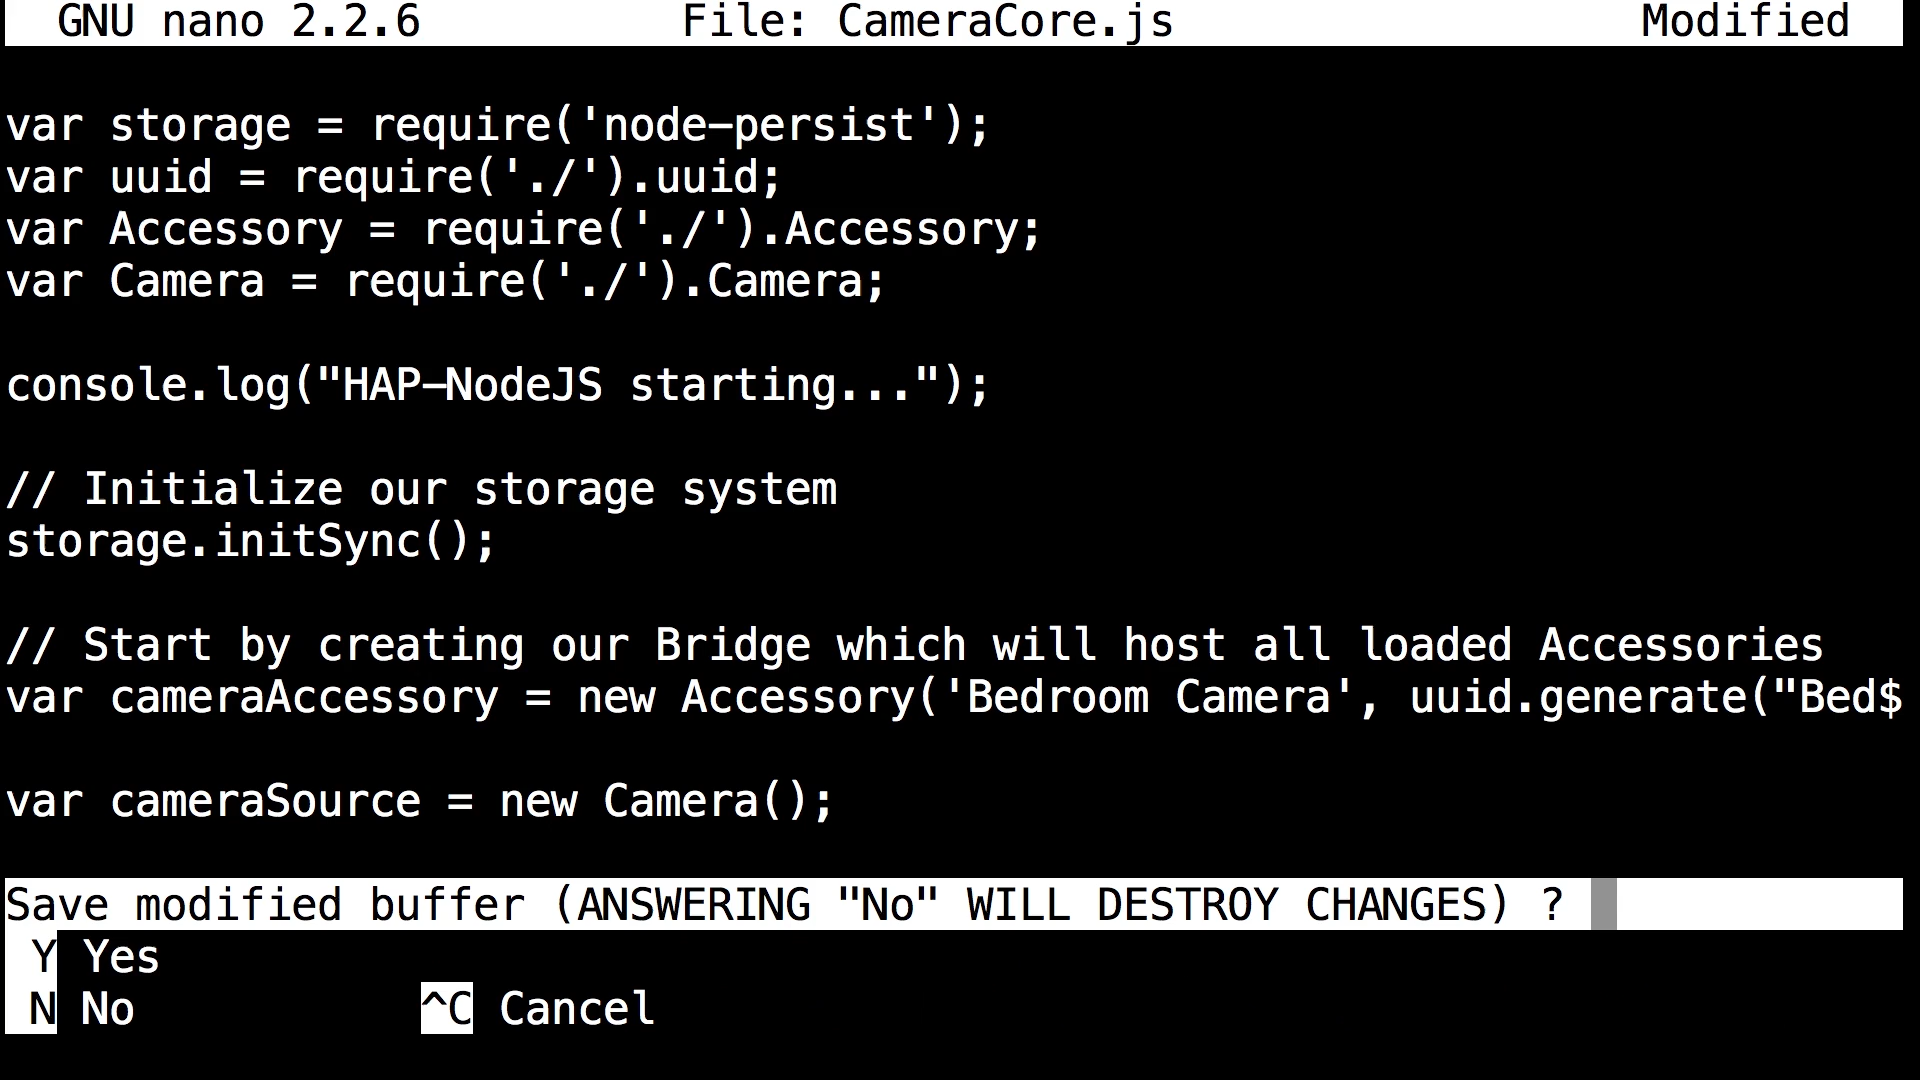 GNU nano 2.2.6 File: CameraCore.js Modified
var storage = require('node-persist');
var uuid = require('./').uuid;
var Accessory = require('./').Accessory;
var Camera = require('./').Camera;
console.log("HAP-NodeJS starting...");
// Initialize our storage system
storage.initSync();
// Start by creating our Bridge which will host all loaded Accessories
var cameraAccessory = new Accessory('Bedroom Camera', uuid.generate("Bed$
var cameraSource = new Camera();
Save modified buffer (ANSWERING "No" WILL DESTROY CHANGES) ?
Y Yes
N No ^C Cancel